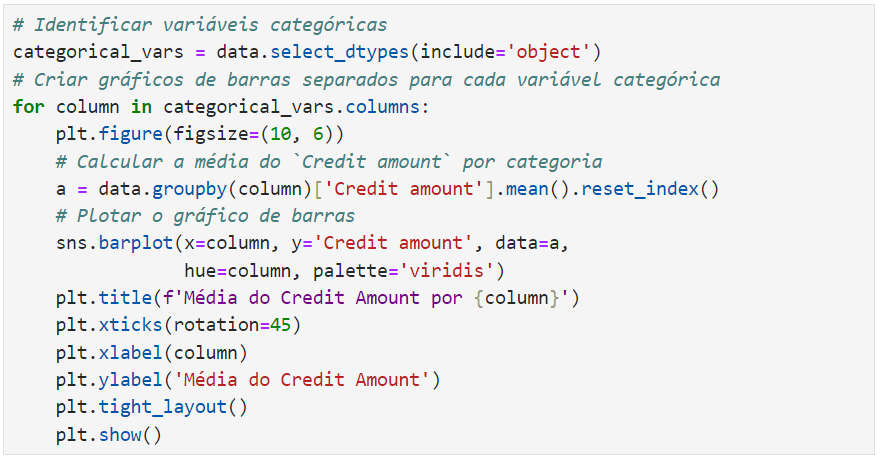 # Identificar variáveis categóricas
categorical_vars = data.select_dtypes(include='object')
# Criar gráficos de barras separados para cada variável categórica
for column in categorical_vars.columns:
    plt.figure(figsize=(10, 6))
    # Calcular a média do `Credit amount` por categoria
    a = data.groupby(column)['Credit amount'].mean().reset_index()
    # Plotar o gráfico de barras
    sns.barplot(x=column, y='Credit amount', data=a,
                hue=column, palette='viridis')
    plt.title(f'Média do Credit Amount por {column}')
    plt.xticks(rotation=45)
    plt.xlabel(column)
    plt.ylabel('Média do Credit Amount')
    plt.tight_layout()
    plt.show()